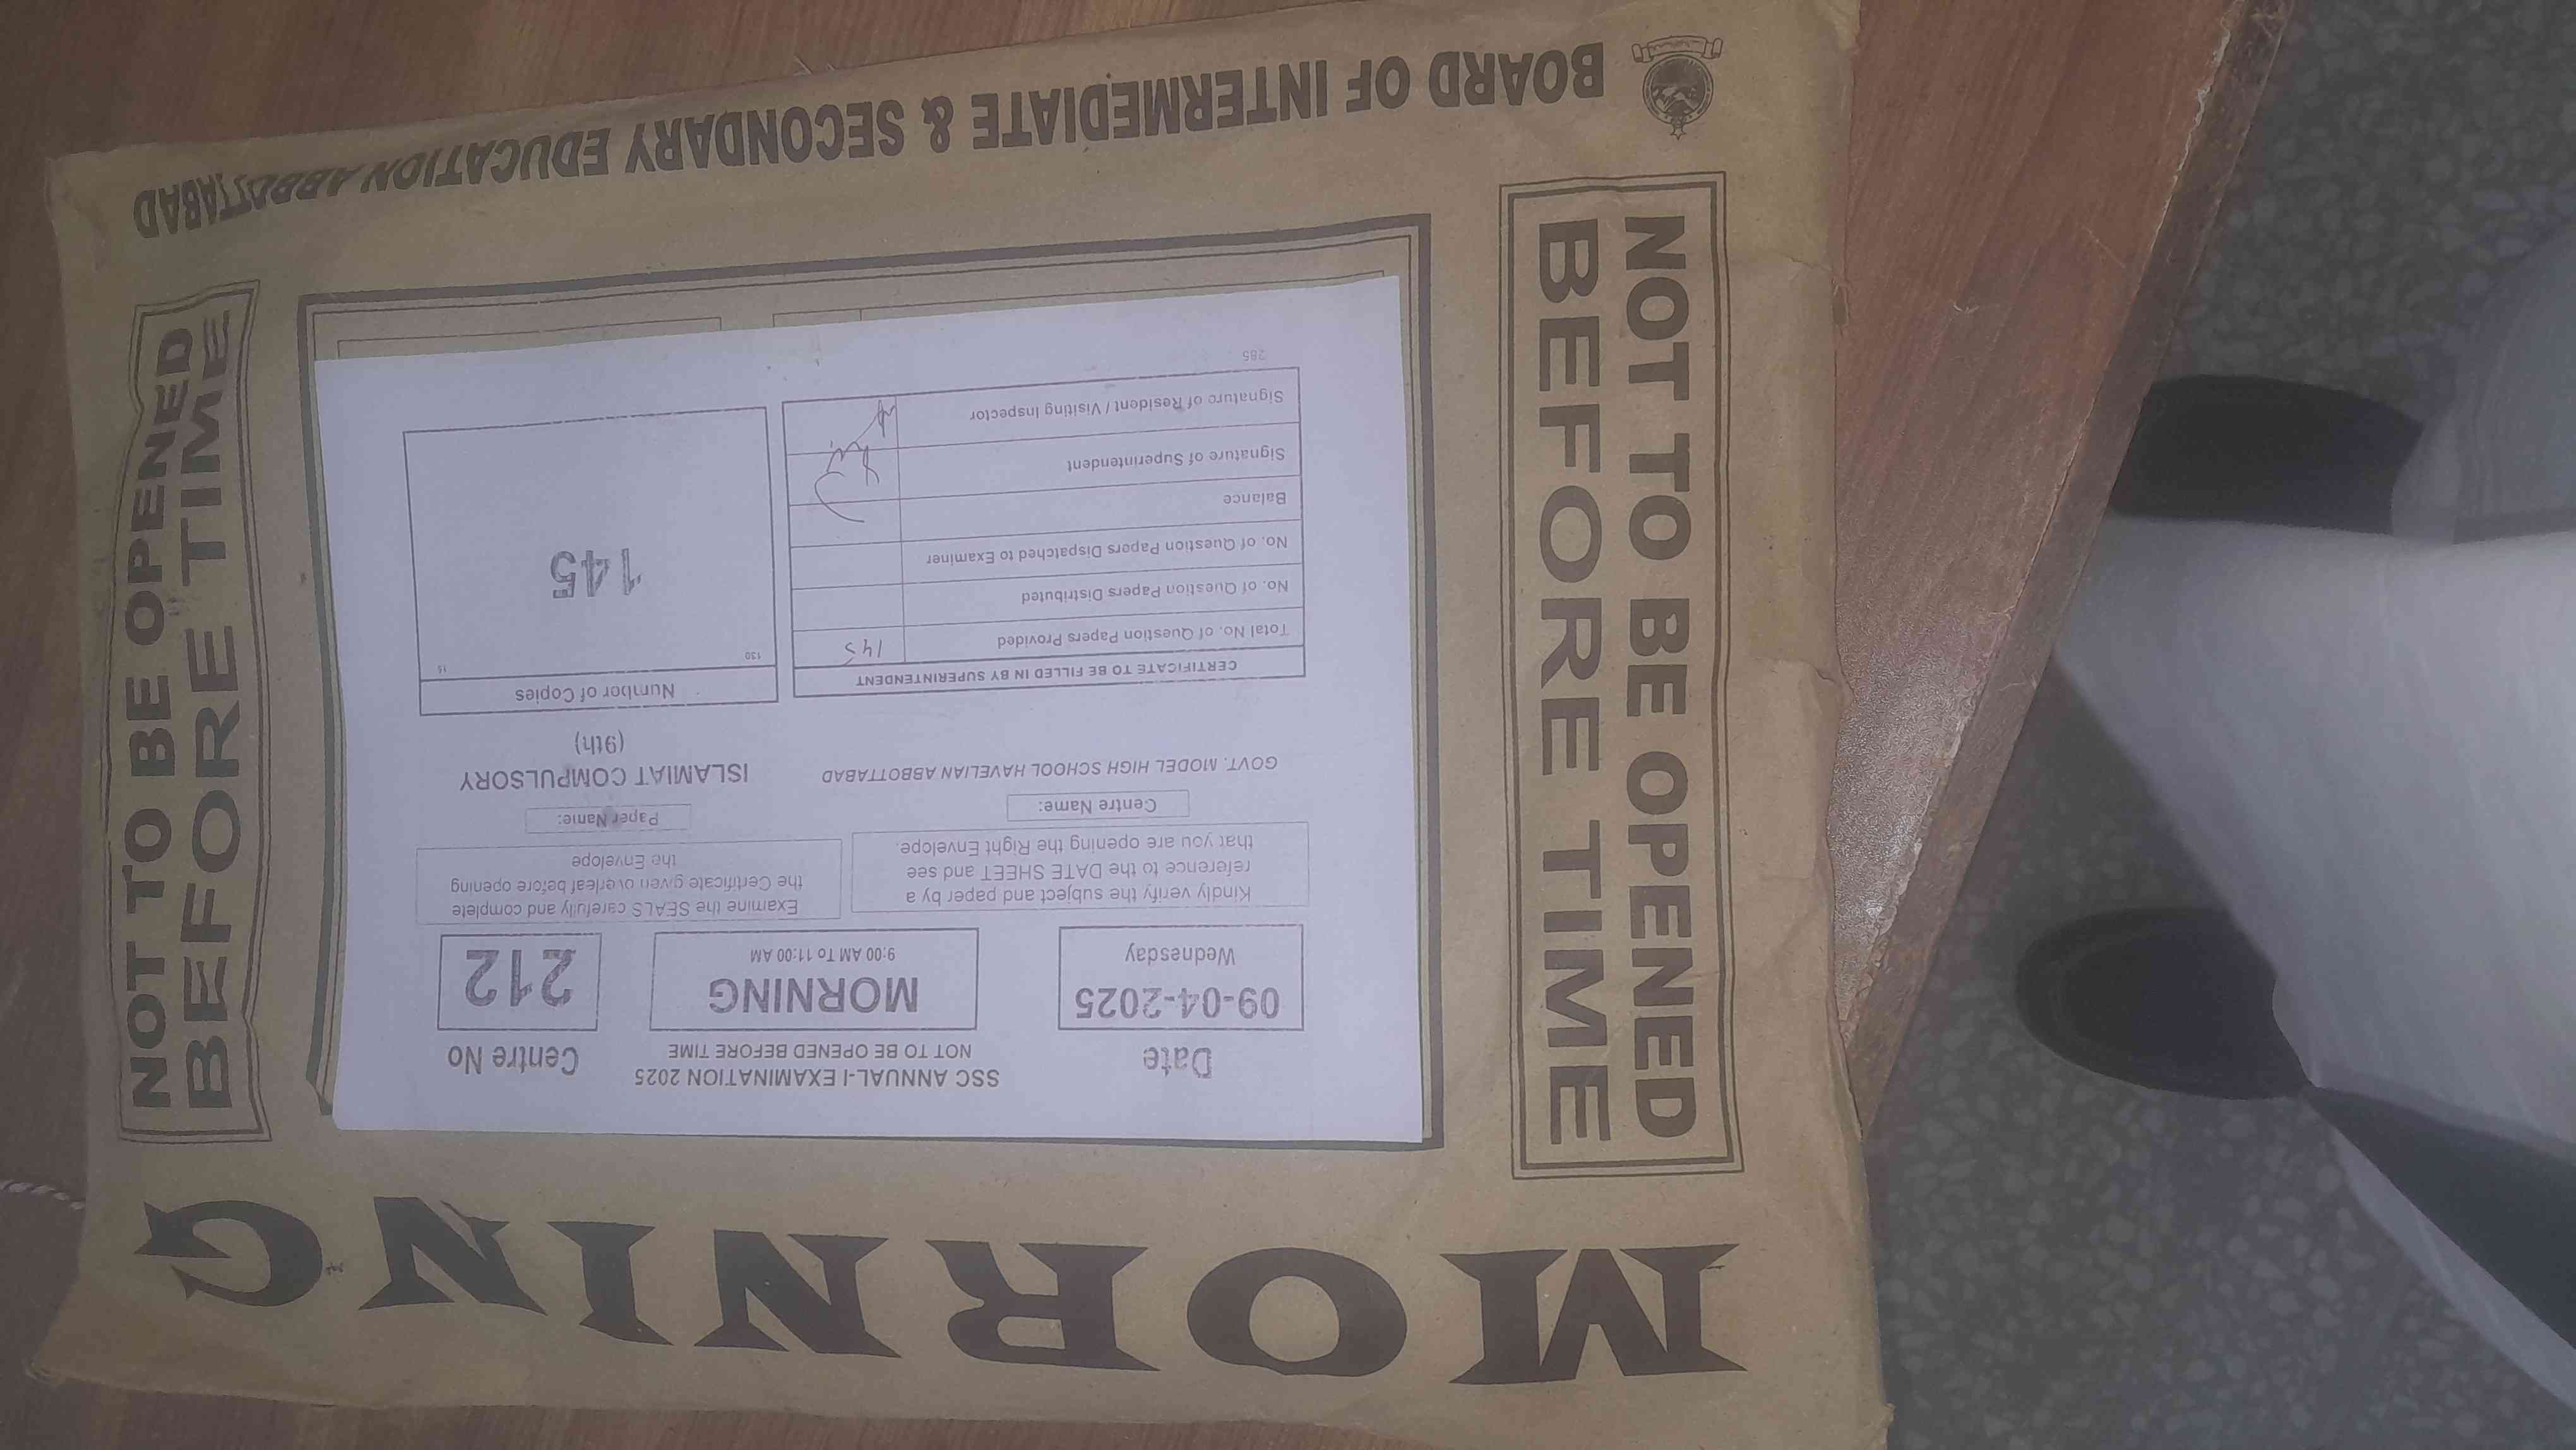 MORNING
NOT TO BE OPENED
BEFORE TIME
SSC ANNUAL-I EXAMINATION 2025
NOT TO BE OPENED BEFORE TIME
Date
09-04-2025
Wednesday
MORNING
9:00 AM To 11:00 AM
Centre No
212
Kindly verify the subject and paper by a
reference to the DATE SHEET and see
that you are opening the Right Envelope.
Examine the SEALS carefully and complete
the Certificate given overleaf before opening
the Envelope
Centre Name:
GOVT. MODEL HIGH SCHOOL HAVELIAN ABBOTTABAD
Paper Name:
ISLAMIAT COMPULSORY
(9th)
CERTIFICATE TO BE FILLED IN BY SUPERINTENDENT
Total No. of Question Papers Provided 145
No. of Question Papers Distributed
No. of Question Papers Dispatched to Examiner
Balance
Signature of Superintendent
Signature of Resident / Visiting Inspector
285
Number of Copies
130 15
145
NOT TO BE OPENED
BEFORE TIME
BOARD OF INTERMEDIATE & SECONDARY EDUCATION ABBOTTABAD